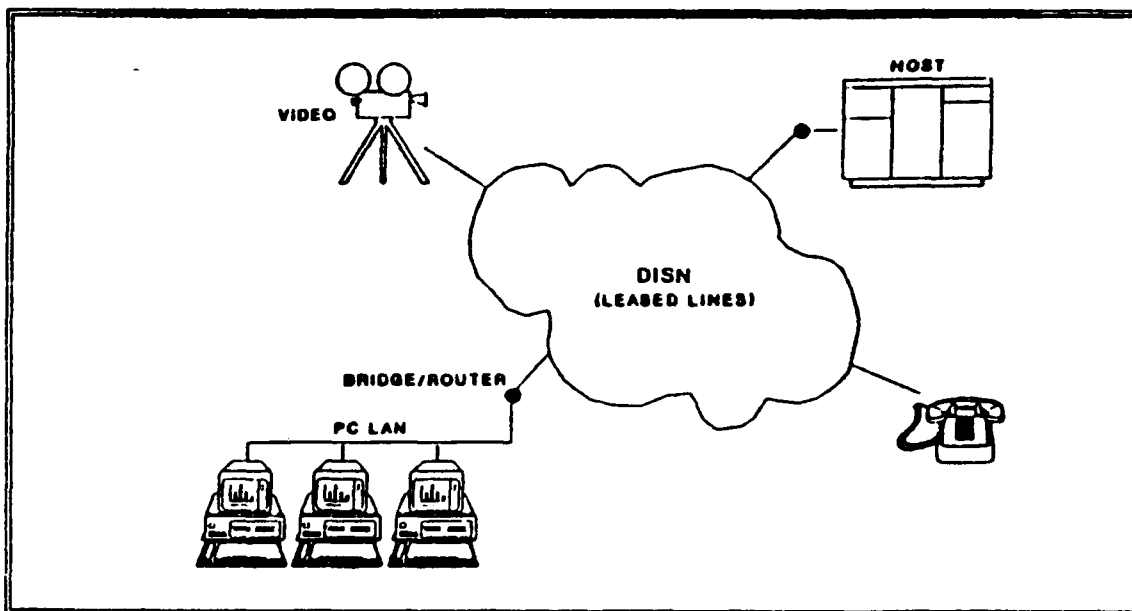 VIDEO
HOST
DISN
(LEASED LINES)
BRIDGE/ROUTER
PC LAN